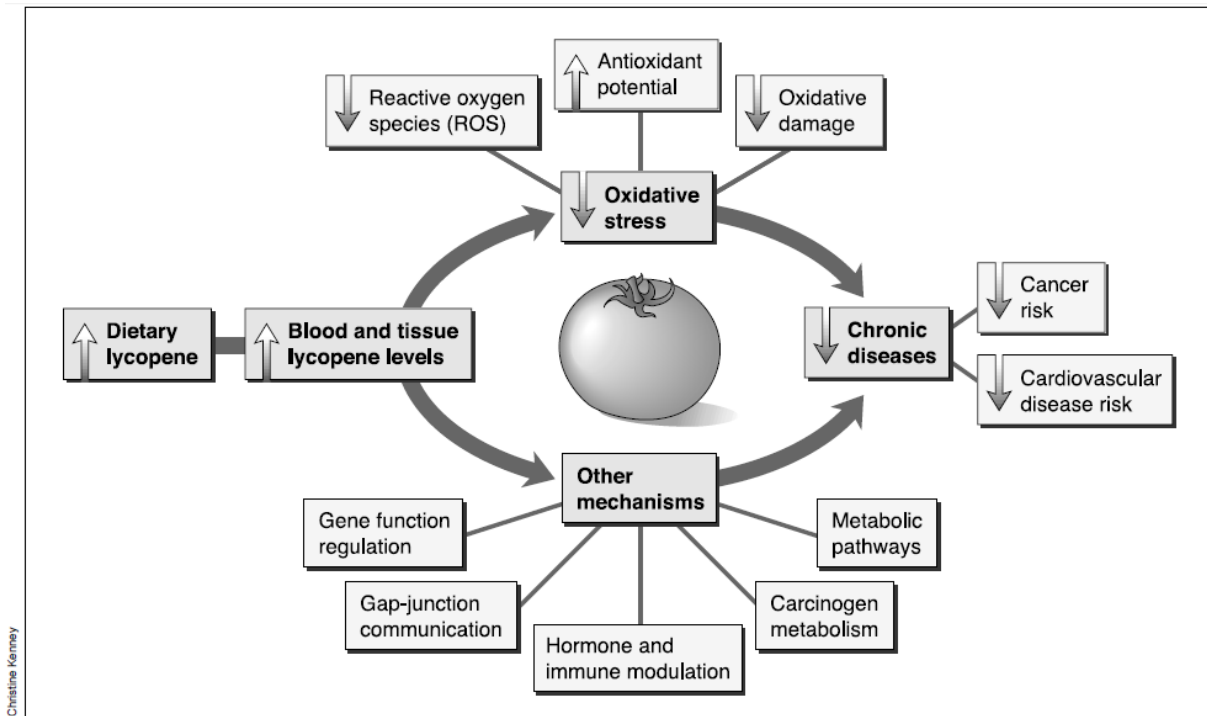 Antioxidant
potential
Reactive oxygen
species (ROS)
Oxidative
damage
Oxidative
stress
Dietary
lycopene
Blood and tissue
lycopene levels
Chronic
diseases
Cancer
risk
Cardiovascular
disease risk
Other
mechanisms
Gene function
regulation
Metabolic
pathways
Gap-junction
communication
Carcinogen
metabolism
Hormone and
immune modulation
Christine Kenney